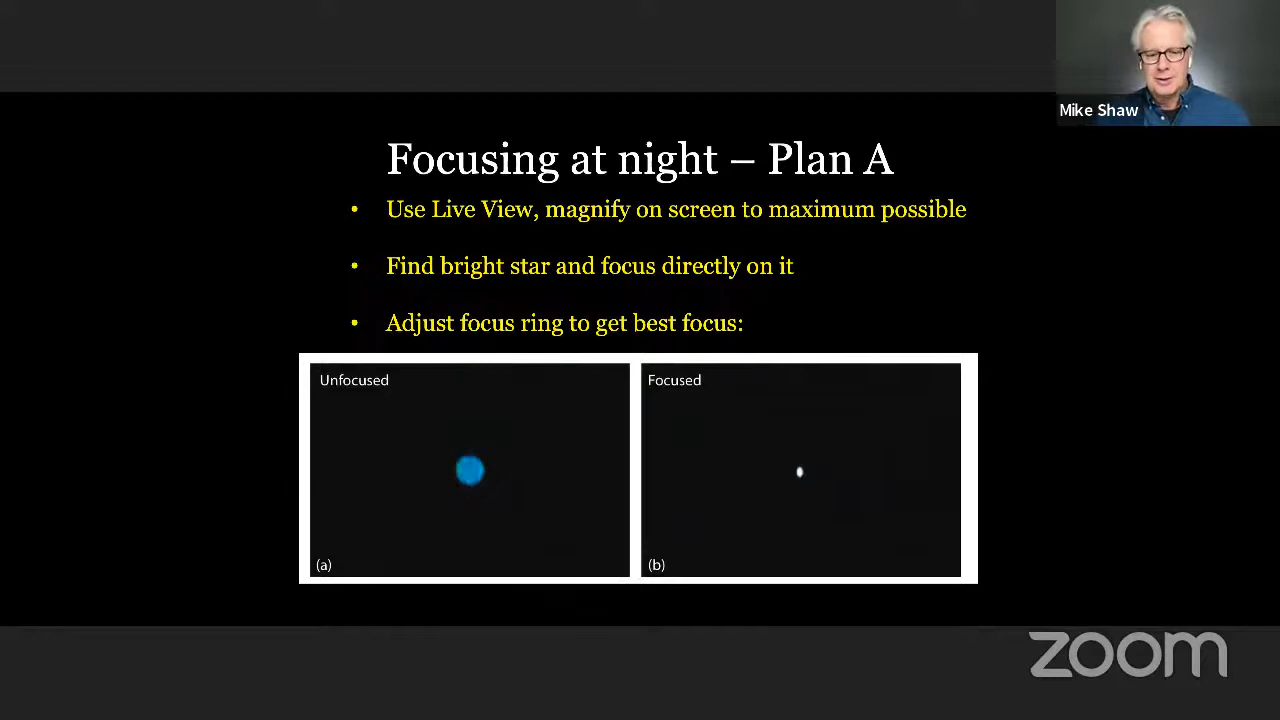 Mike Shaw
Focusing at night – Plan A
• Use Live View, magnify on screen to maximum possible
• Find bright star and focus directly on it
• Adjust focus ring to get best focus:
Unfocused
(a)
Focused
(b)
zoom